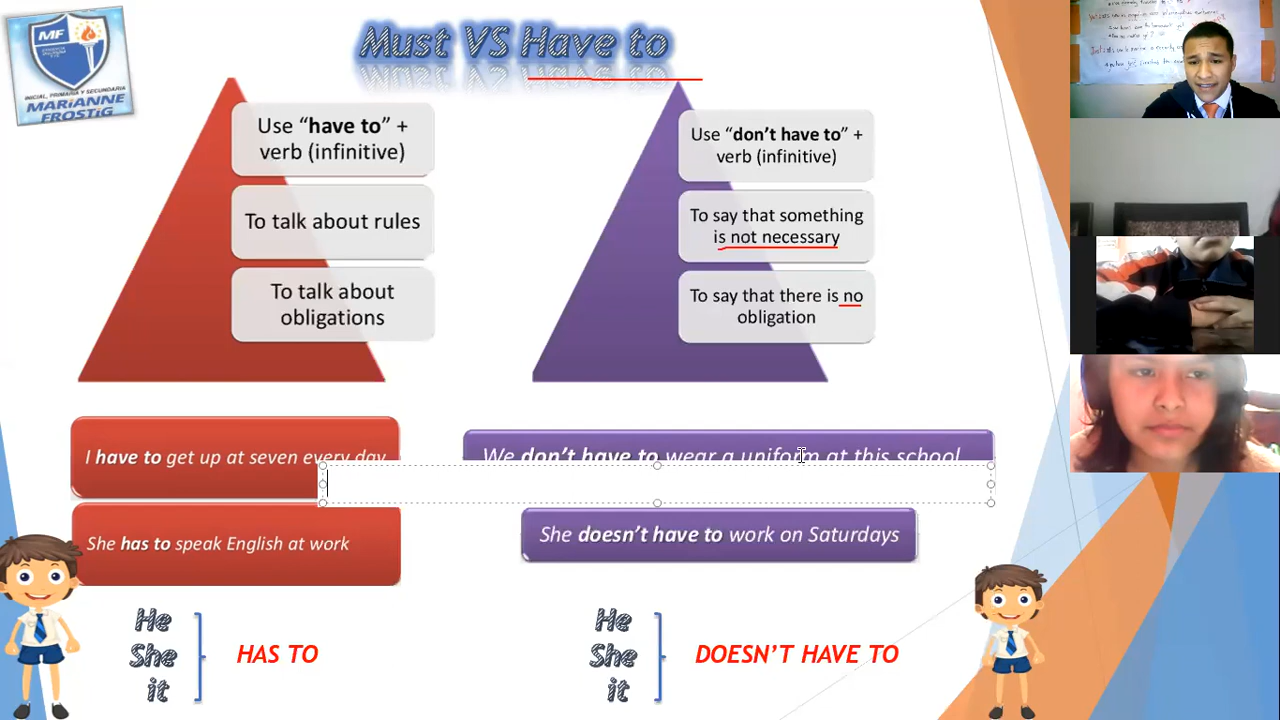 MF
INICIAL, PRIMARIA Y SECUNDARIA
MARIANNE
FROSTIG
Must VS Have to
Use “have to” +
verb (infinitive)
To talk about rules
To talk about
obligations
Use “don’t have to” +
verb (infinitive)
To say that something
is not necessary
To say that there is no
obligation
I have to get up at seven every day
We don’t have to wear a uniform at this school
She has to speak English at work
She doesn’t have to work on Saturdays
He
She
it
HAS TO
He
She
it
DOESN’T HAVE TO